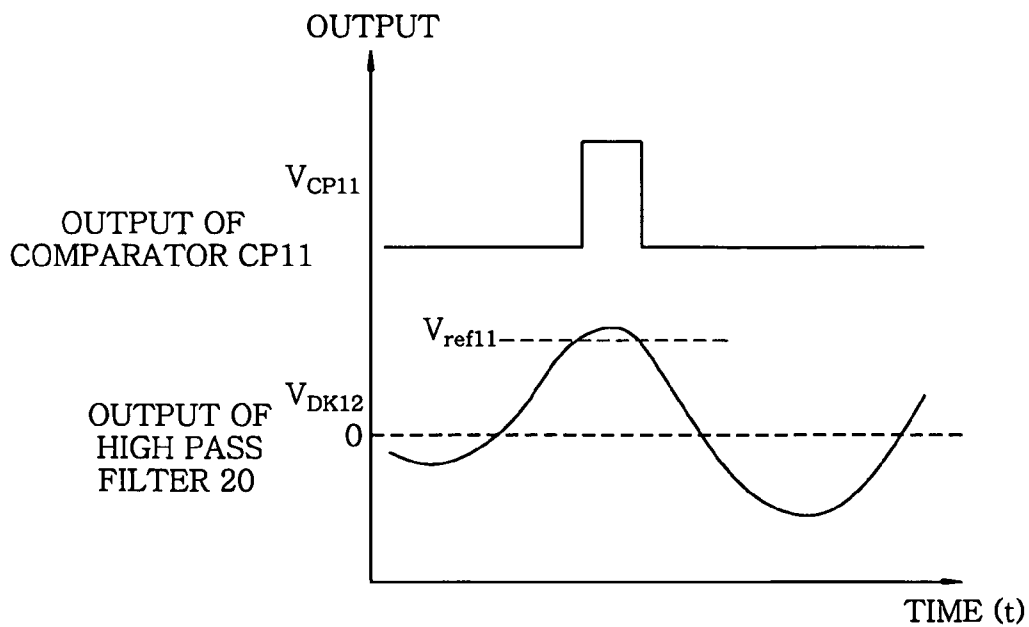 OUTPUT
V_CP11
OUTPUT OF
COMPARATOR CP11
V_ref11
V_DK12
OUTPUT OF
HIGH PASS
FILTER 20
0
TIME (t)